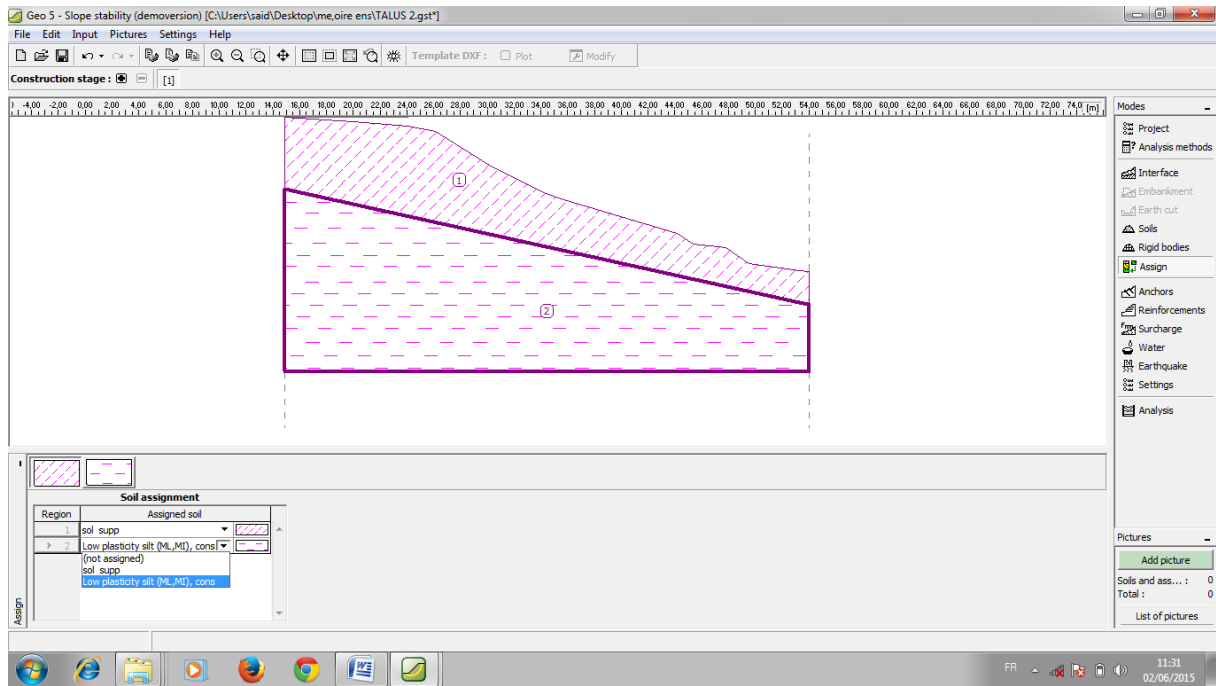 Geo 5 - Slope stability (demoversion) [C:\Users\said\Desktop\me,oire ens\TALUS 2.gst*]
File Edit Input Pictures Settings Help
Template DXF : Plot Modify
Construction stage : [1]
-4,00 -2,00 0,00 2,00 4,00 6,00 8,00 10,00 12,00 14,00 16,00 18,00 20,00 22,00 24,00 26,00 28,00 30,00 32,00 34,00 36,00 38,00 40,00 42,00 44,00 46,00 48,00 50,00 52,00 54,00 56,00 58,00 60,00 62,00 64,00 66,00 68,00 70,00 72,00 74,0 [m]
1
2
Modes
Project
Analysis methods
Interface
Embankment
Earth cut
Soils
Rigid bodies
Assign
Anchors
Reinforcements
Surcharge
Water
Earthquake
Settings
Analysis
Assign
Soil assignment
Region Assigned soil
1 sol supp
> 2 Low plasticity silt (ML,MI), cons
(not assigned)
sol supp
Low plasticity silt (ML,MI), cons
Pictures
Add picture
Soils and ass... : 0
Total : 0
List of pictures
FR 11:31
02/06/2015